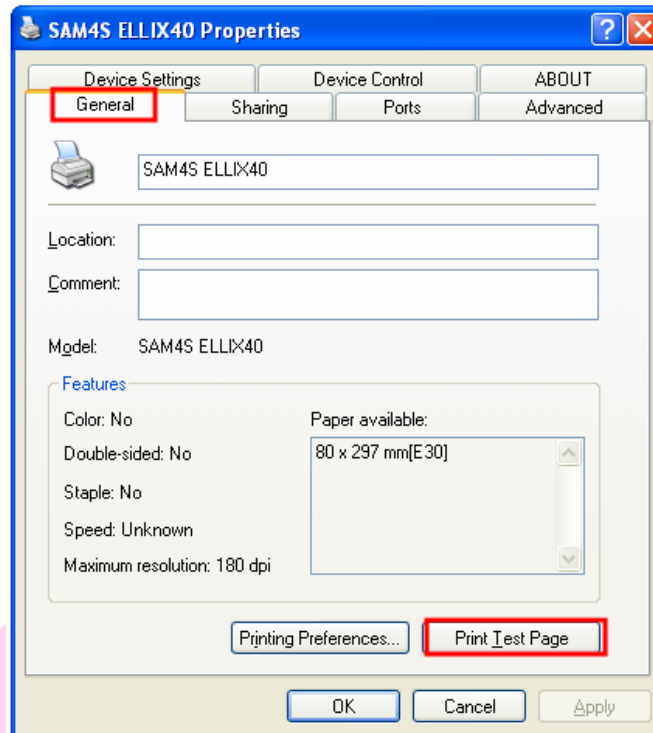 SAM4S ELLIX40 Properties
Device Settings Device Control ABOUT
General Sharing Ports Advanced
SAM4S ELLIX40
Location:
Comment:
Model: SAM4S ELLIX40
Features
Color: No Paper available:
Double-sided: No 80 x 297 mm[E30]
Staple: No
Speed: Unknown
Maximum resolution: 180 dpi
Printing Preferences... Print Test Page
OK Cancel Apply